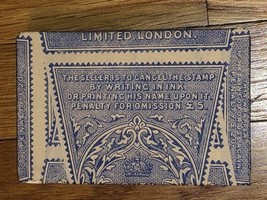 LIMITED, LONDON.
THE SELLER IS TO CANCEL THE STAMP
BY WRITING IN INK
OR PRINTING HIS NAME UPON IT.
PENALTY FOR OMISSION £5.